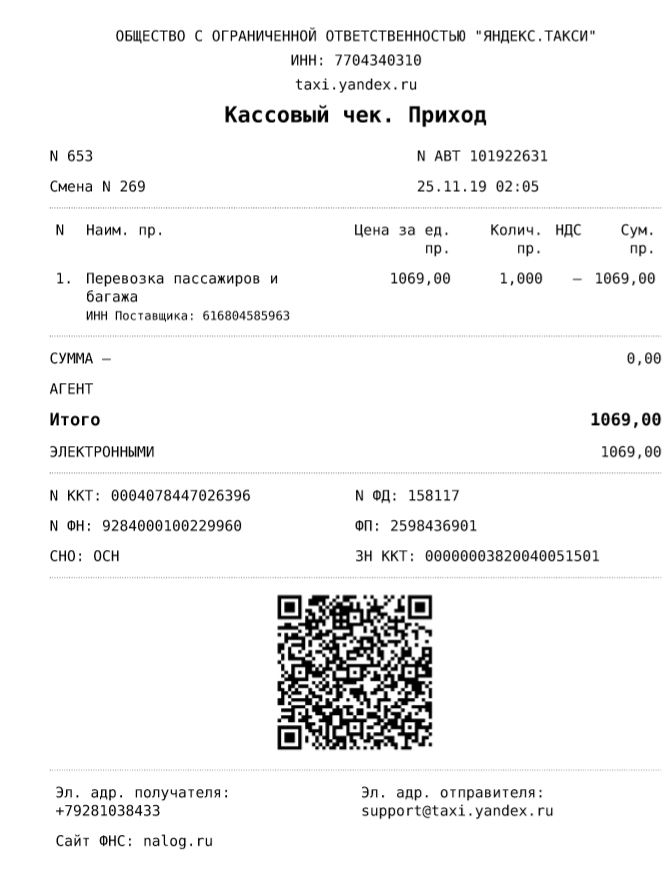 ОБЩЕСТВО С ОГРАНИЧЕННОЙ ОТВЕТСТВЕННОСТЬЮ "ЯНДЕКС.ТАКСИ"
ИНН: 7704340310
taxi.yandex.ru
Кассовый чек. Приход
N 653 N АВТ 101922631
Смена N 269 25.11.19 02:05
N Наим. пр. Цена за ед. пр. Колич. пр. НДС Сум. пр.
1. Перевозка пассажиров и 1069,00 1,000 – 1069,00
багажа
ИНН Поставщика: 616804585963
СУММА – 0,00
АГЕНТ
Итого 1069,00
ЭЛЕКТРОННЫМИ 1069,00
N ККТ: 0004078447026396 N ФД: 158117
N ФН: 9284000100229960 ФП: 2598436901
СНО: ОСН ЗН ККТ: 00000003820040051501
Эл. адр. получателя: Эл. адр. отправителя:
+79281038433 support@taxi.yandex.ru
Сайт ФНС: nalog.ru